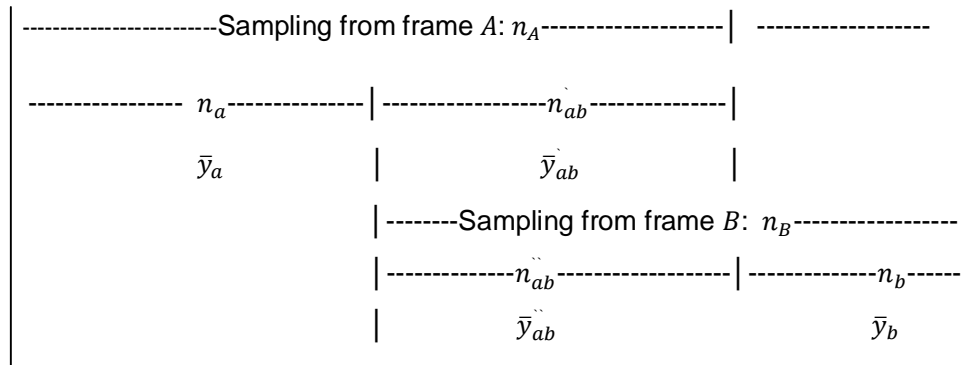 -----------------------Sampling from frame A: n_A---------------------- | --------------------
------------------ n_a----------------| -------------------n`_ab----------------|
ȳ_a | ȳ`_ab |
|--------Sampling from frame B: n_B-------------------
|---------------n``_ab--------------------|---------------n_b------
| ȳ``_ab ȳ_b